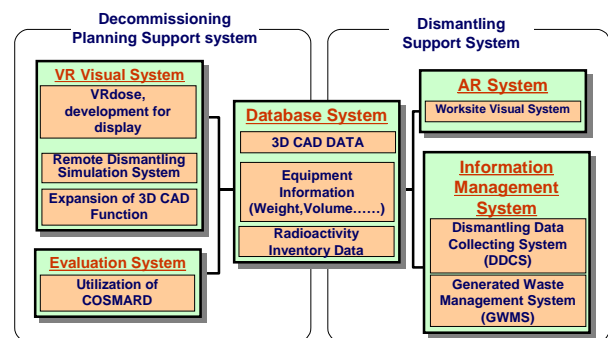 Decommissioning
Planning Support system
Dismantling
Support System
VR Visual System
VRdose,
development for
display
Remote Dismantling
Simulation System
Expansion of 3D CAD
Function
Evaluation System
Utilization of
COSMARD
Database System
3D CAD DATA
Equipment
Information
(Weight,Volume……)
Radioactivity
Inventory Data
AR System
Worksite Visual System
Information
Management
System
Dismantling Data
Collecting System
(DDCS)
Generated Waste
Management System
(GWMS)